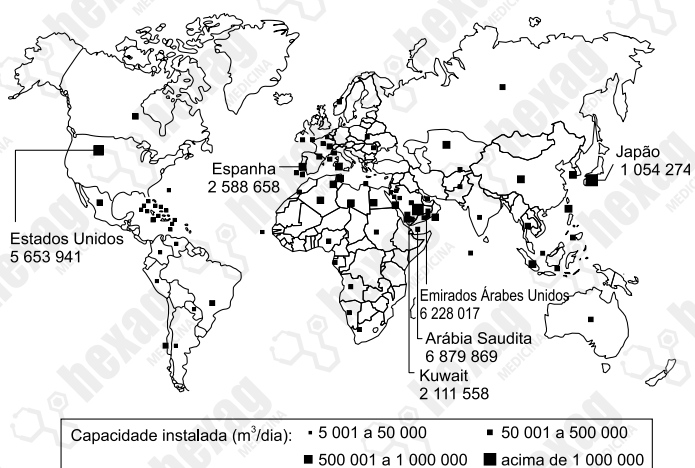 Japão
1 054 274
Espanha
2 588 658
Estados Unidos
5 653 941
Emirados Árabes Unidos
6 228 017
Arábia Saudita
6 879 869
Kuwait
2 111 558
Capacidade instalada (m³/dia): 5 001 a 50 000 50 001 a 500 000
500 001 a 1 000 000 acima de 1 000 000
hexag
MEDICINA